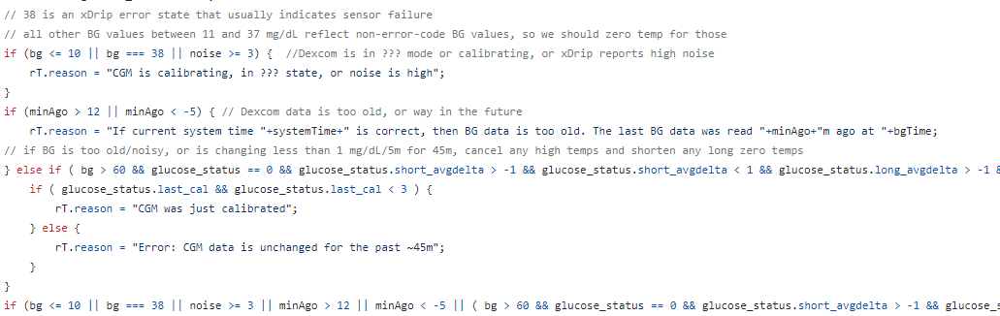 // 38 is an xDrip error state that usually indicates sensor failure
// all other BG values between 11 and 37 mg/dL reflect non-error-code BG values, so we should zero temp for those
if (bg <= 10 || bg === 38 || noise >= 3) {  //Dexcom is in ??? mode or calibrating, or xDrip reports high noise
    rT.reason = "CGM is calibrating, in ??? state, or noise is high";
}
if (minAgo > 12 || minAgo < -5) { // Dexcom data is too old, or way in the future
    rT.reason = "If current system time "+systemTime+" is correct, then BG data is too old. The last BG data was read "+minAgo+"m ago at "+bgTime;
// if BG is too old/noisy, or is changing less than 1 mg/dL/5m for 45m, cancel any high temps and shorten any long zero temps
} else if ( bg > 60 && glucose_status == 0 && glucose_status.short_avgdelta > -1 && glucose_status.short_avgdelta < 1 && glucose_status.long_avgdelta > -1 &
    if ( glucose_status.last_cal && glucose_status.last_cal < 3 ) {
        rT.reason = "CGM was just calibrated";
    } else {
        rT.reason = "Error: CGM data is unchanged for the past ~45m";
    }
}
if (bg <= 10 || bg === 38 || noise >= 3 || minAgo > 12 || minAgo < -5 || ( bg > 60 && glucose_status == 0 && glucose_status.short_avgdelta > -1 && glucose_s